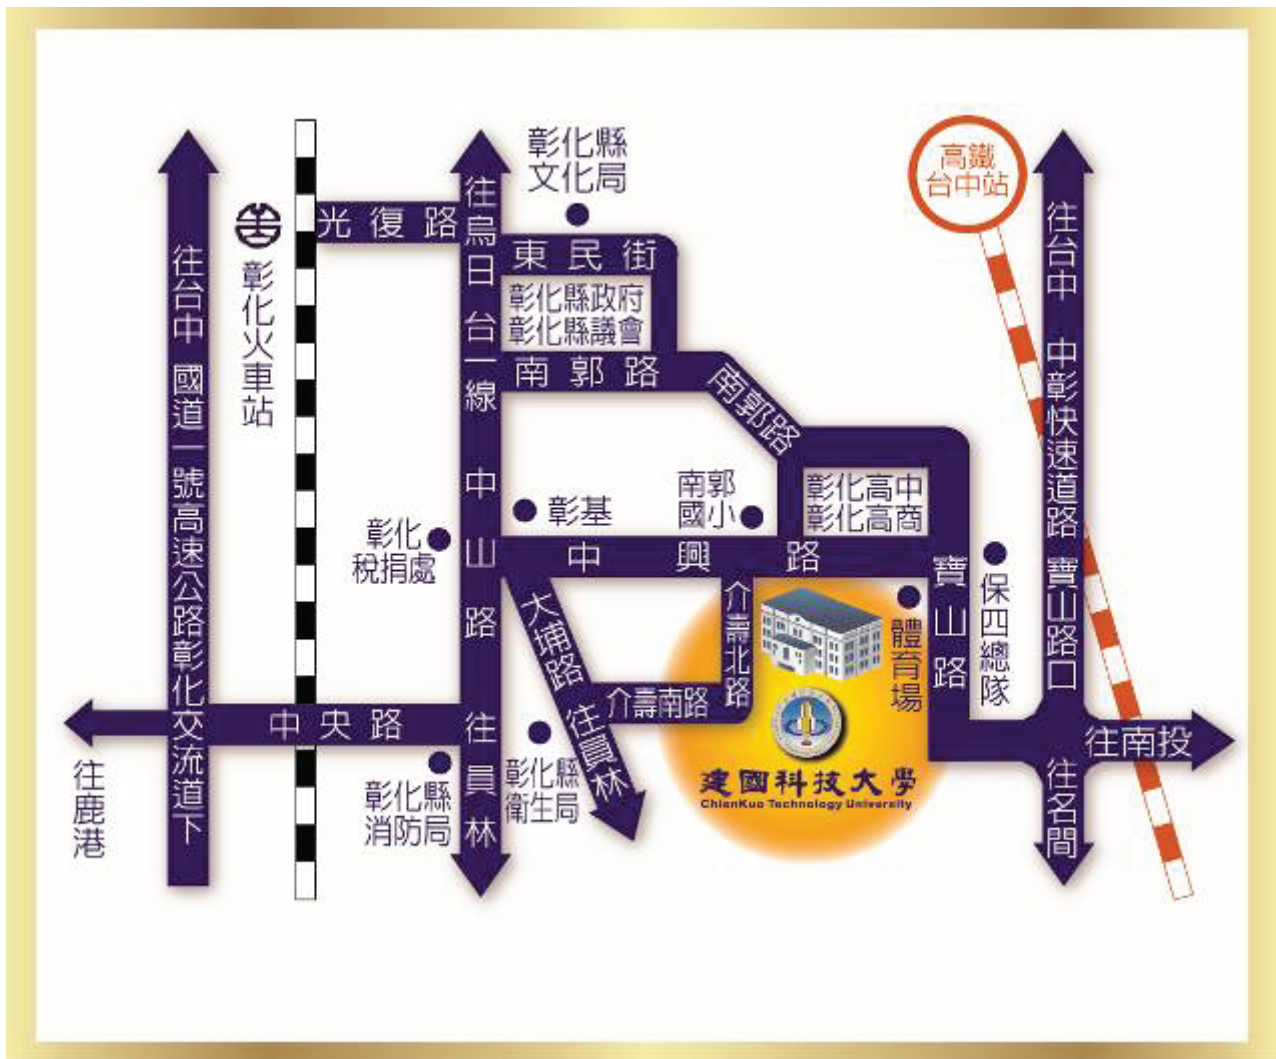 彰化縣
文化局
高鐵
台中站
往台中 國道一號高速公路彰化交流道下
彰化火車站
光復路
往烏日 台一線 中山路 往員林
東民街
彰化縣政府
彰化縣議會
南郭路
南郭路
往台中 中彰快速道路 寶山路口
往名間
彰化
稅捐處
彰基
南郭
國小
彰化高中
彰化高商
中興路
大埔路 往員林
介壽北路
介壽南路
體育場
寶山路
保四總隊
中央路
往鹿港
彰化縣
消防局
彰化縣
衛生局
往南投
建國科技大學
ChienKuo Technology University